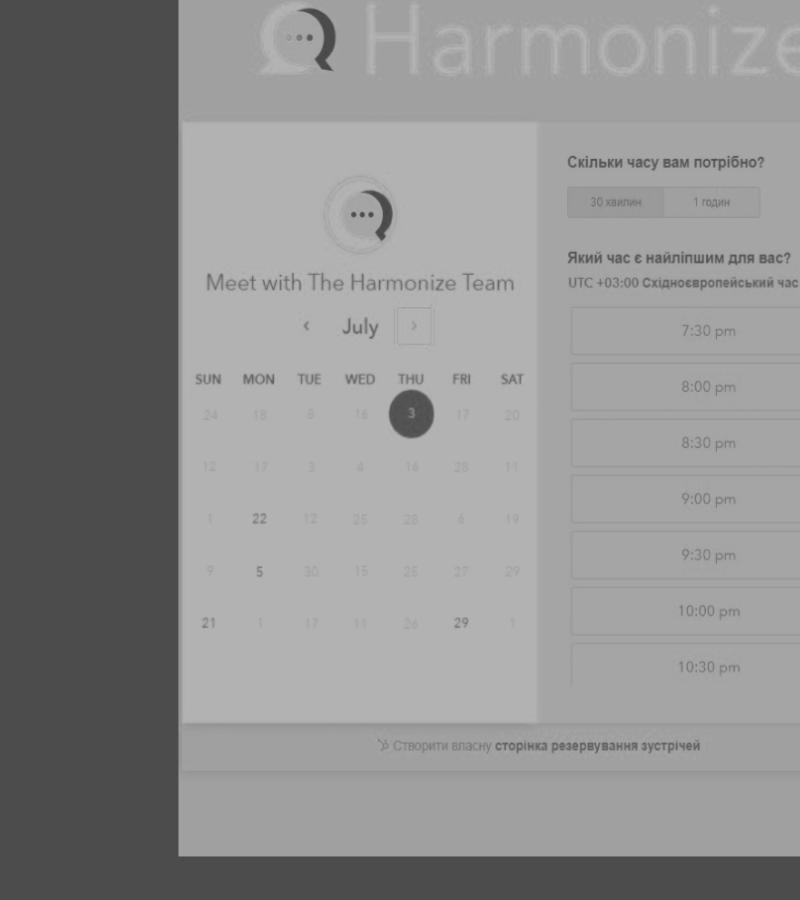 Harmonize
Meet with The Harmonize Team
‹ July ›
SUN MON TUE WED THU FRI SAT
24 18 8 16 3 17 20
12 17 3 4 16 28 11
1 22 12 25 28 6 19
9 5 30 15 25 27 29
21 1 17 11 26 29 1
Скільки часу вам потрібно?
30 хвилин 1 годин
Який час є найліпшим для вас?
UTC +03:00 Східноєвропейський час
7:30 pm
8:00 pm
8:30 pm
9:00 pm
9:30 pm
10:00 pm
10:30 pm
Створити власну сторінка резервування зустрічей